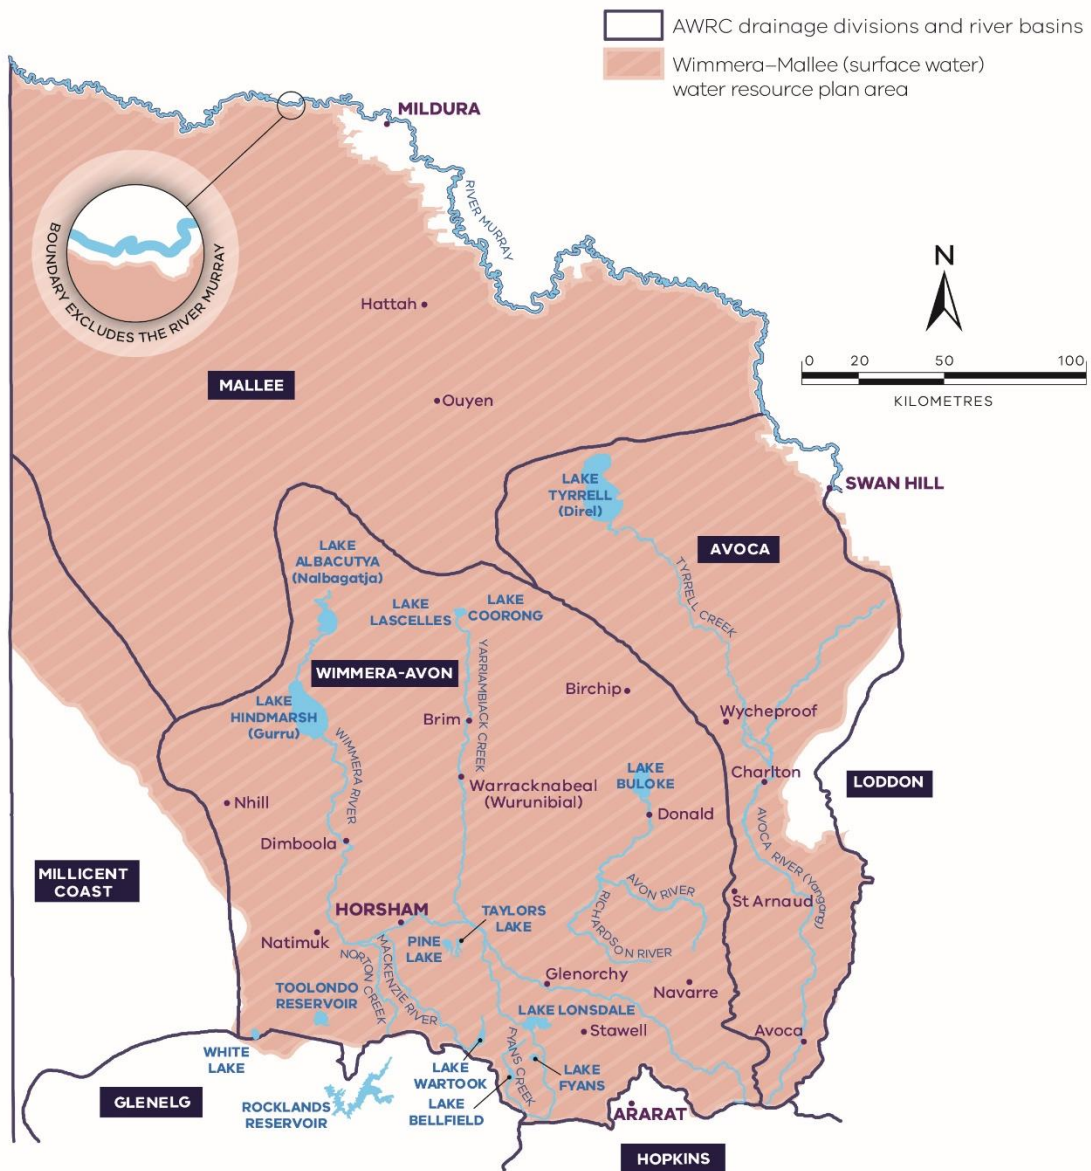 AWRC drainage divisions and river basins
Wimmera–Mallee (surface water)
water resource plan area
MILDURA
RIVER MURRAY
BOUNDARY EXCLUDES THE RIVER MURRAY
N
Hattah
MALLEE
0 20 50 100
KILOMETRES
Ouyen
SWAN HILL
LAKE
TYRRELL
(Direl)
AVOCA
LAKE
ALBACUTYA
(Nalbagatja)
TYRRELL CREEK
LAKE
LASCELLES
LAKE
COORONG
WIMMERA-AVON
YARRIAMBIACK CREEK
Birchip
LAKE
HINDMARSH
(Gurru)
Brim
Wycheproof
WIMMERA RIVER
LAKE
BULOKE
Charlton
LODDON
Warracknabeal
(Wurunibial)
Nhill
Donald
Dimboola
AVOCA RIVER (Yangang)
MILLICENT
COAST
AVON RIVER
St Arnaud
RICHARDSON RIVER
HORSHAM
TAYLORS
LAKE
Natimuk
PINE
LAKE
NORTON CREEK
MACKENZIE RIVER
Glenorchy
Navarre
TOOLONDO
RESERVOIR
LAKE LONSDALE
Stawell
Avoca
WHITE
LAKE
FYANS CREEK
LAKE
WARTOOK
LAKE
FYANS
LAKE
BELLFIELD
GLENELG
ROCKLANDS
RESERVOIR
ARARAT
HOPKINS